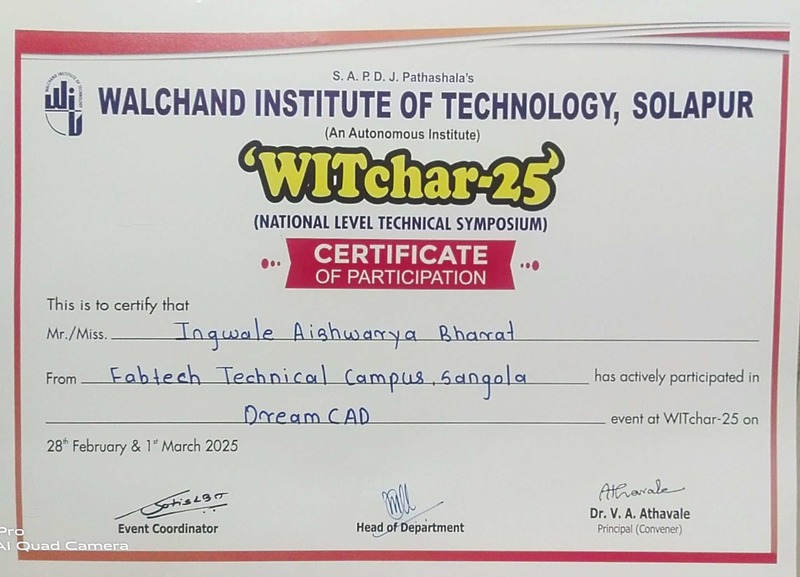 S. A. P. D. J. Pathashala's
WALCHAND INSTITUTE OF TECHNOLOGY, SOLAPUR
(An Autonomous Institute)
'WITchar-25'
(NATIONAL LEVEL TECHNICAL SYMPOSIUM)
CERTIFICATE
OF PARTICIPATION
This is to certify that
Mr./Miss. Ingwale Aishwarya Bharat
From Fabtech Technical Campus, Sangola has actively participated in
DreamCAD event at WITchar-25 on
28th February & 1st March 2025
Athavale
Event Coordinator
Head of Department
Dr. V. A. Athavale
Principal (Convener)
Pro
AI Quad Camera